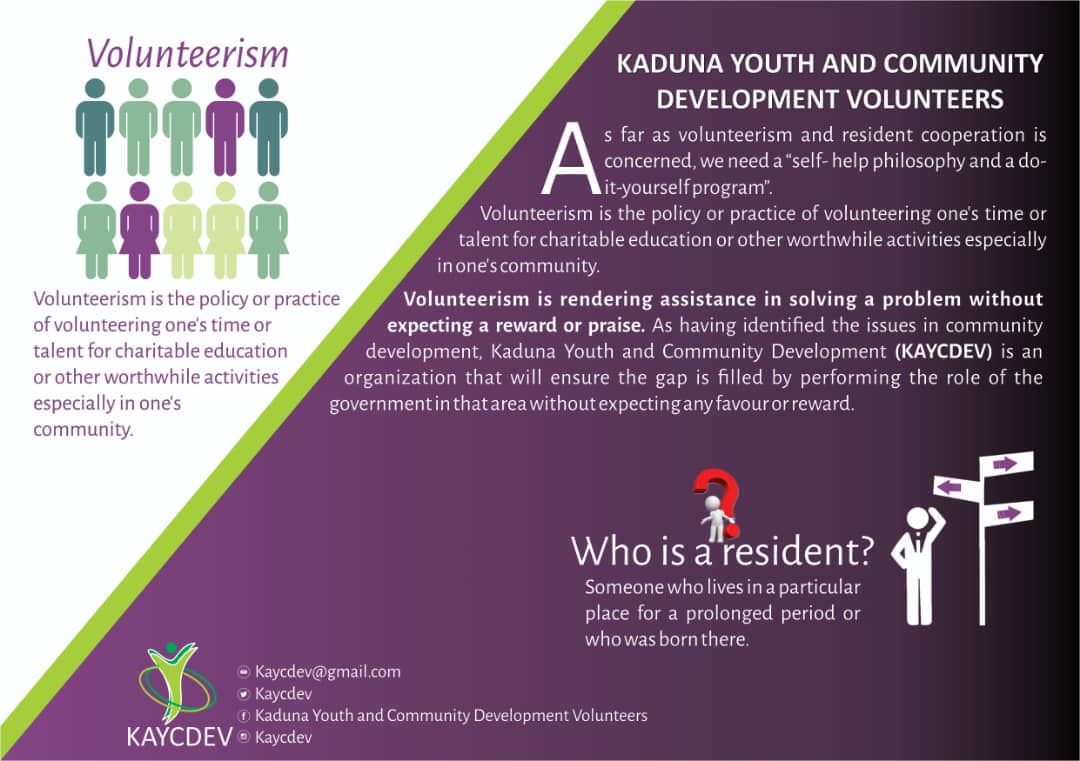 Volunteerism
Volunteerism is the policy or practice
of volunteering one's time or
talent for charitable education
or other worthwhile activities
especially in one's
community.
KADUNA YOUTH AND COMMUNITY
DEVELOPMENT VOLUNTEERS
As far as volunteerism and resident cooperation is
concerned, we need a “self- help philosophy and a do-
it-yourself program”.
Volunteerism is the policy or practice of volunteering one's time or
talent for charitable education or other worthwhile activities especially
in one's community.
Volunteerism is rendering assistance in solving a problem without
expecting a reward or praise. As having identified the issues in community
development, Kaduna Youth and Community Development (KAYCDEV) is an
organization that will ensure the gap is filled by performing the role of the
government in that area without expecting any favour or reward.
?
Who is a resident?
Someone who lives in a particular
place for a prolonged period or
who was born there.
KAYCDEV
Kaycdev@gmail.com
Kaycdev
Kaduna Youth and Community Development Volunteers
Kaycdev